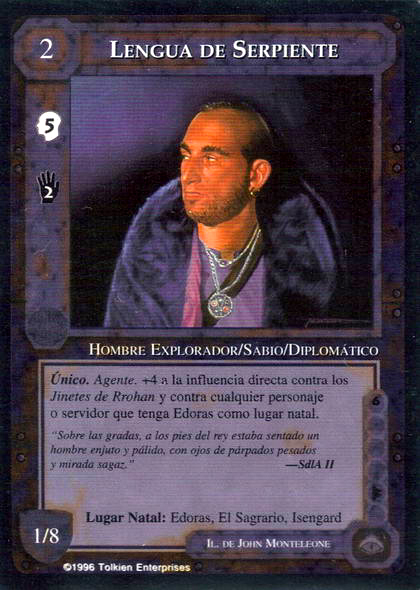 2
LENGUA DE SERPIENTE
5
2
HOMBRE EXPLORADOR/SABIO/DIPLOMÁTICO
Único. Agente. +4 a la influencia directa contra los
Jinetes de Rrohan y contra cualquier personaje
o servidor que tenga Edoras como lugar natal.
6
“Sobre las gradas, a los pies del rey estaba sentado un
hombre enjuto y pálido, con ojos de párpados pesados
y mirada sagaz.” —SdlA II
Lugar Natal: Edoras, El Sagrario, Isengard
1/8
IL. DE JOHN MONTELEONE
©1996 Tolkien Enterprises